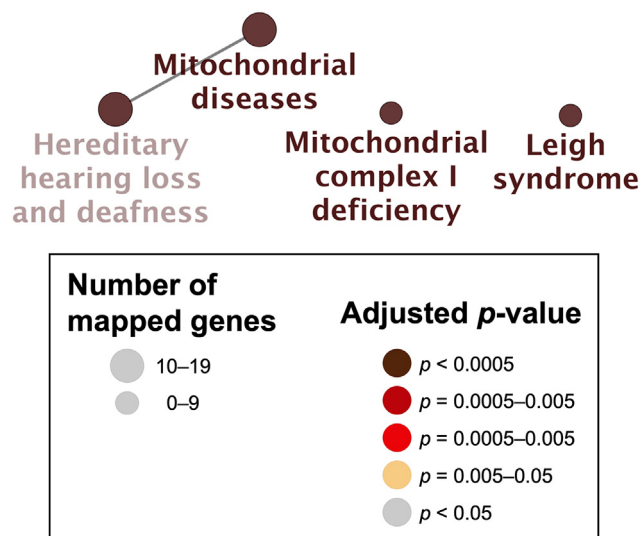 Mitochondrial
diseases
Hereditary
hearing loss
and deafness
Mitochondrial
complex I
deficiency
Leigh
syndrome
Number of
mapped genes
10–19
0–9
Adjusted p-value
p < 0.0005
p = 0.0005–0.005
p = 0.0005–0.005
p = 0.005–0.05
p < 0.05